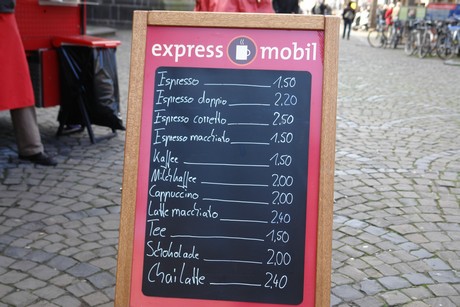 express mobil
Espresso 1.50
Espresso doppio 2.20
Espresso corretto 2.50
Espresso macchiato 1.50
Kaffee 1.50
Milchkaffee 2.00
Cappuccino 2.00
Latte macchiato 2.40
Tee 1.50
Schokolade 2.00
Chai Latte 2.40